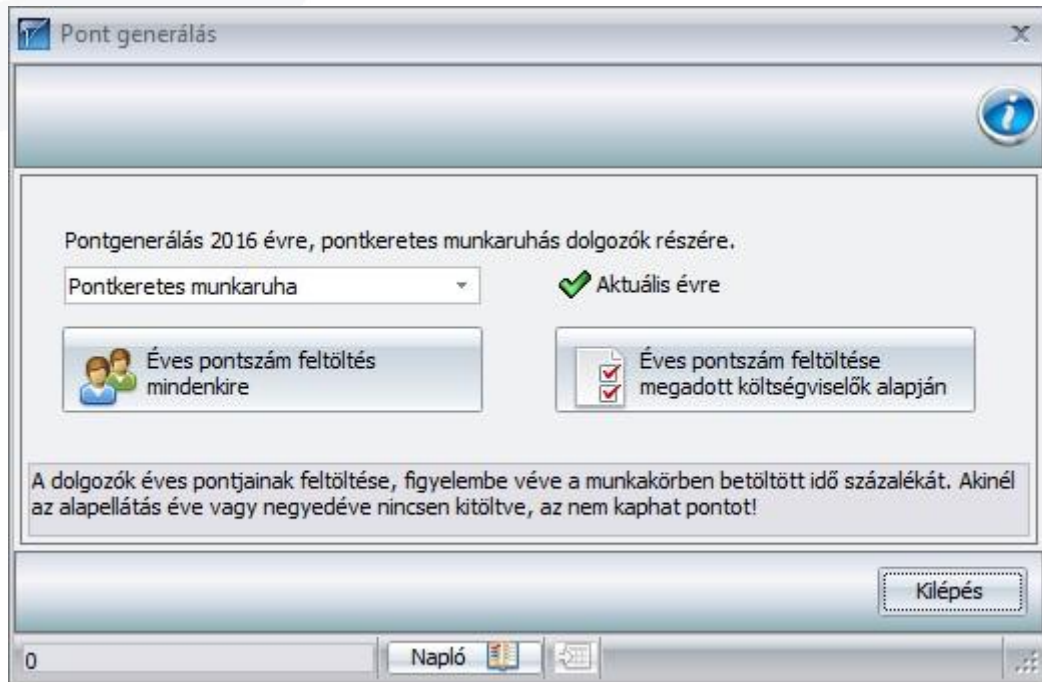 Pont generálás
Pontgenerálás 2016 évre, pontkeretes munkaruhás dolgozók részére.
Pontkeretes munkaruha
Aktuális évre
Éves pontszám feltöltés
mindenkire
Éves pontszám feltöltése
megadott költségviselők alapján
A dolgozók éves pontjainak feltöltése, figyelembe véve a munkakörben betöltött idő százalékát. Akinél
az alapellátás éve vagy negyedéve nincsen kitöltve, az nem kaphat pontot!
Kilépés
0
Napló